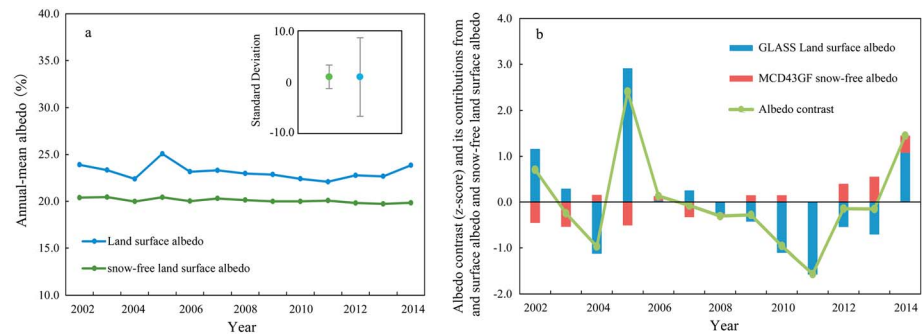 a
40.0
35.0
30.0
25.0
20.0
15.0
10.0
Annual-mean albedo (%)
10.0
0
-10.0
Standard Deviation
Land surface albedo
snow-free land surface albedo
2002 2004 2006 2008 2010 2012 2014
Year
b
4.0
3.0
2.0
1.0
0.0
-1.0
-2.0
Albedo contrast (z-score) and its contributions from
and surface albedo and snow-free land surface albedo
GLASS Land surface albedo
MCD43GF snow-free albedo
Albedo contrast
2002 2004 2006 2008 2010 2012 2014
Year